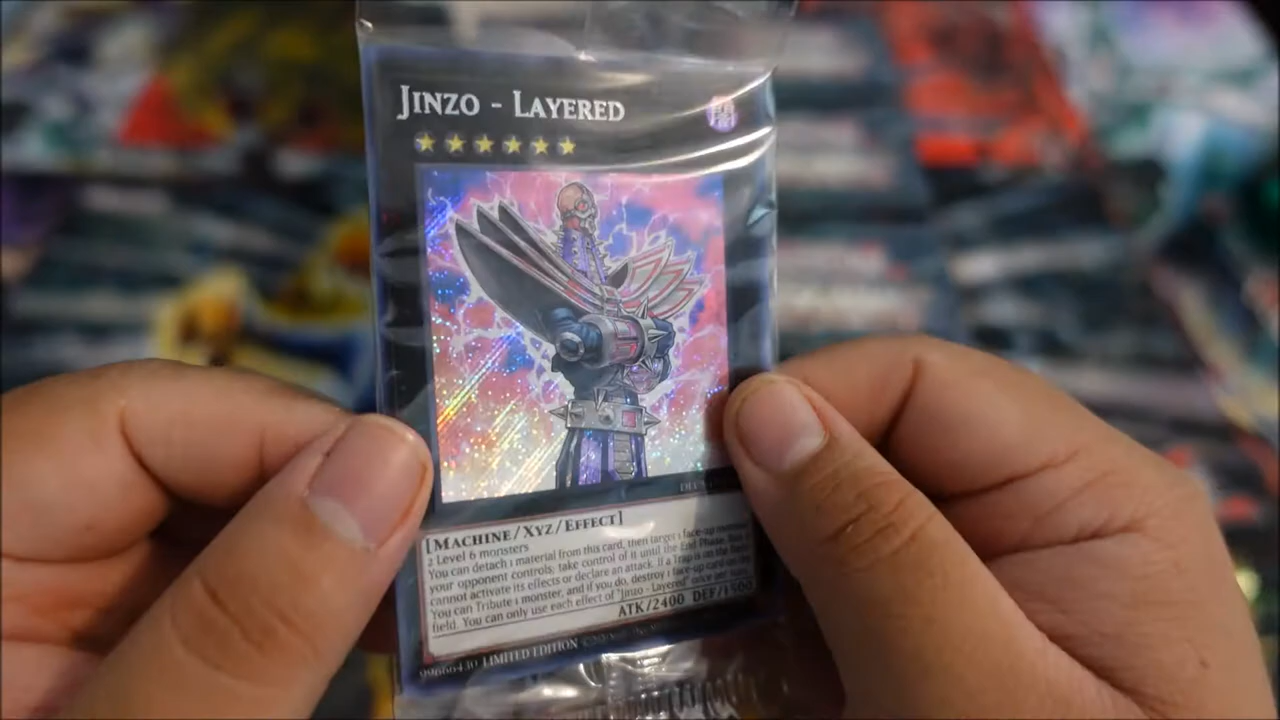 JINZO - LAYERED
[MACHINE/XYZ/EFFECT]
2 Level 6 monsters
You can detach 1 material from this card, then target 1 face-up monster
your opponent controls; take control of it until the End Phase,
cannot activate its effects or declare an attack. If a Trap is on the
You can Tribute 1 monster, and if you do, destroy 1 face-up card on the
field. You can only use each effect of "Jinzo - Layered" once per
ATK/2400 DEF/1500
09666430 LIMITED EDITION